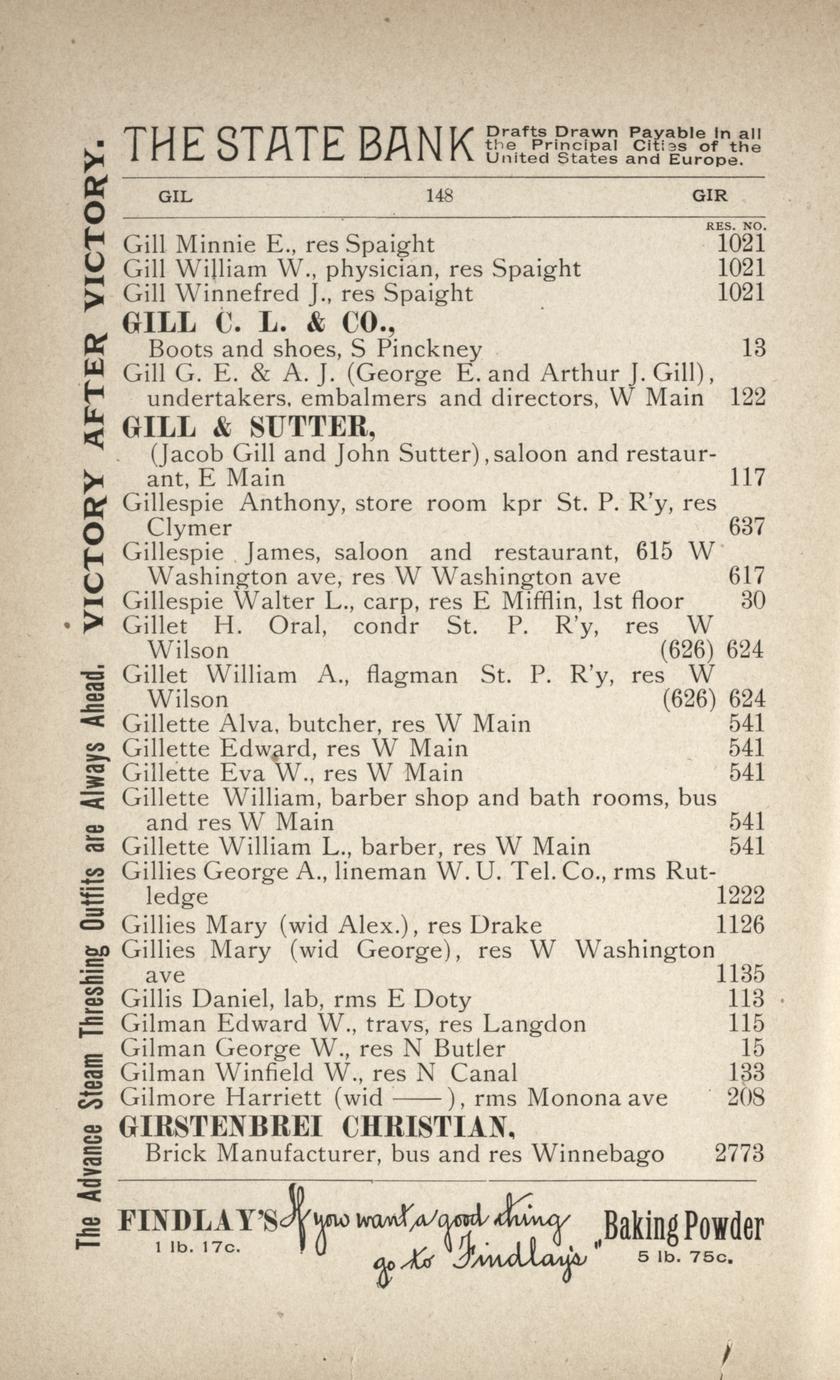 THE STATE BANK Drafts Drawn Payable In all
the Principal Cities of the
United States and Europe.
GIL 148 GIR
RES. NO.
Gill Minnie E., res Spaight 1021
Gill William W., physician, res Spaight 1021
Gill Winnefred J., res Spaight 1021
GILL C. L. & CO.,
Boots and shoes, S Pinckney 13
Gill G. E. & A. J. (George E. and Arthur J. Gill),
undertakers, embalmers and directors, W Main 122
GILL & SUTTER,
(Jacob Gill and John Sutter), saloon and restaur-
ant, E Main 117
Gillespie Anthony, store room kpr St. P. R'y, res
Clymer 637
Gillespie James, saloon and restaurant, 615 W
Washington ave, res W Washington ave 617
Gillespie Walter L., carp, res E Mifflin, 1st floor 30
Gillet H. Oral, condr St. P. R'y, res W
Wilson (626) 624
Gillet William A., flagman St. P. R'y, res W
Wilson (626) 624
Gillette Alva, butcher, res W Main 541
Gillette Edward, res W Main 541
Gillette Eva W., res W Main 541
Gillette William, barber shop and bath rooms, bus
and res W Main 541
Gillette William L., barber, res W Main 541
Gillies George A., lineman W. U. Tel. Co., rms Rut-
ledge 1222
Gillies Mary (wid Alex.), res Drake 1126
Gillies Mary (wid George), res W Washington
ave 1135
Gillis Daniel, lab, rms E Doty 113
Gilman Edward W., travs, res Langdon 115
Gilman George W., res N Butler 15
Gilman Winfield W., res N Canal 133
Gilmore Harriett (wid ——), rms Monona ave 208
GIRSTENBREI CHRISTIAN,
Brick Manufacturer, bus and res Winnebago 2773
FINDLAY'S If you want a good thing „Baking Powder
1 lb. 17c. go to Findlays" 5 lb. 75c.
The Advance Steam Threshing Outfits are Always Ahead. VICTORY AFTER VICTORY.